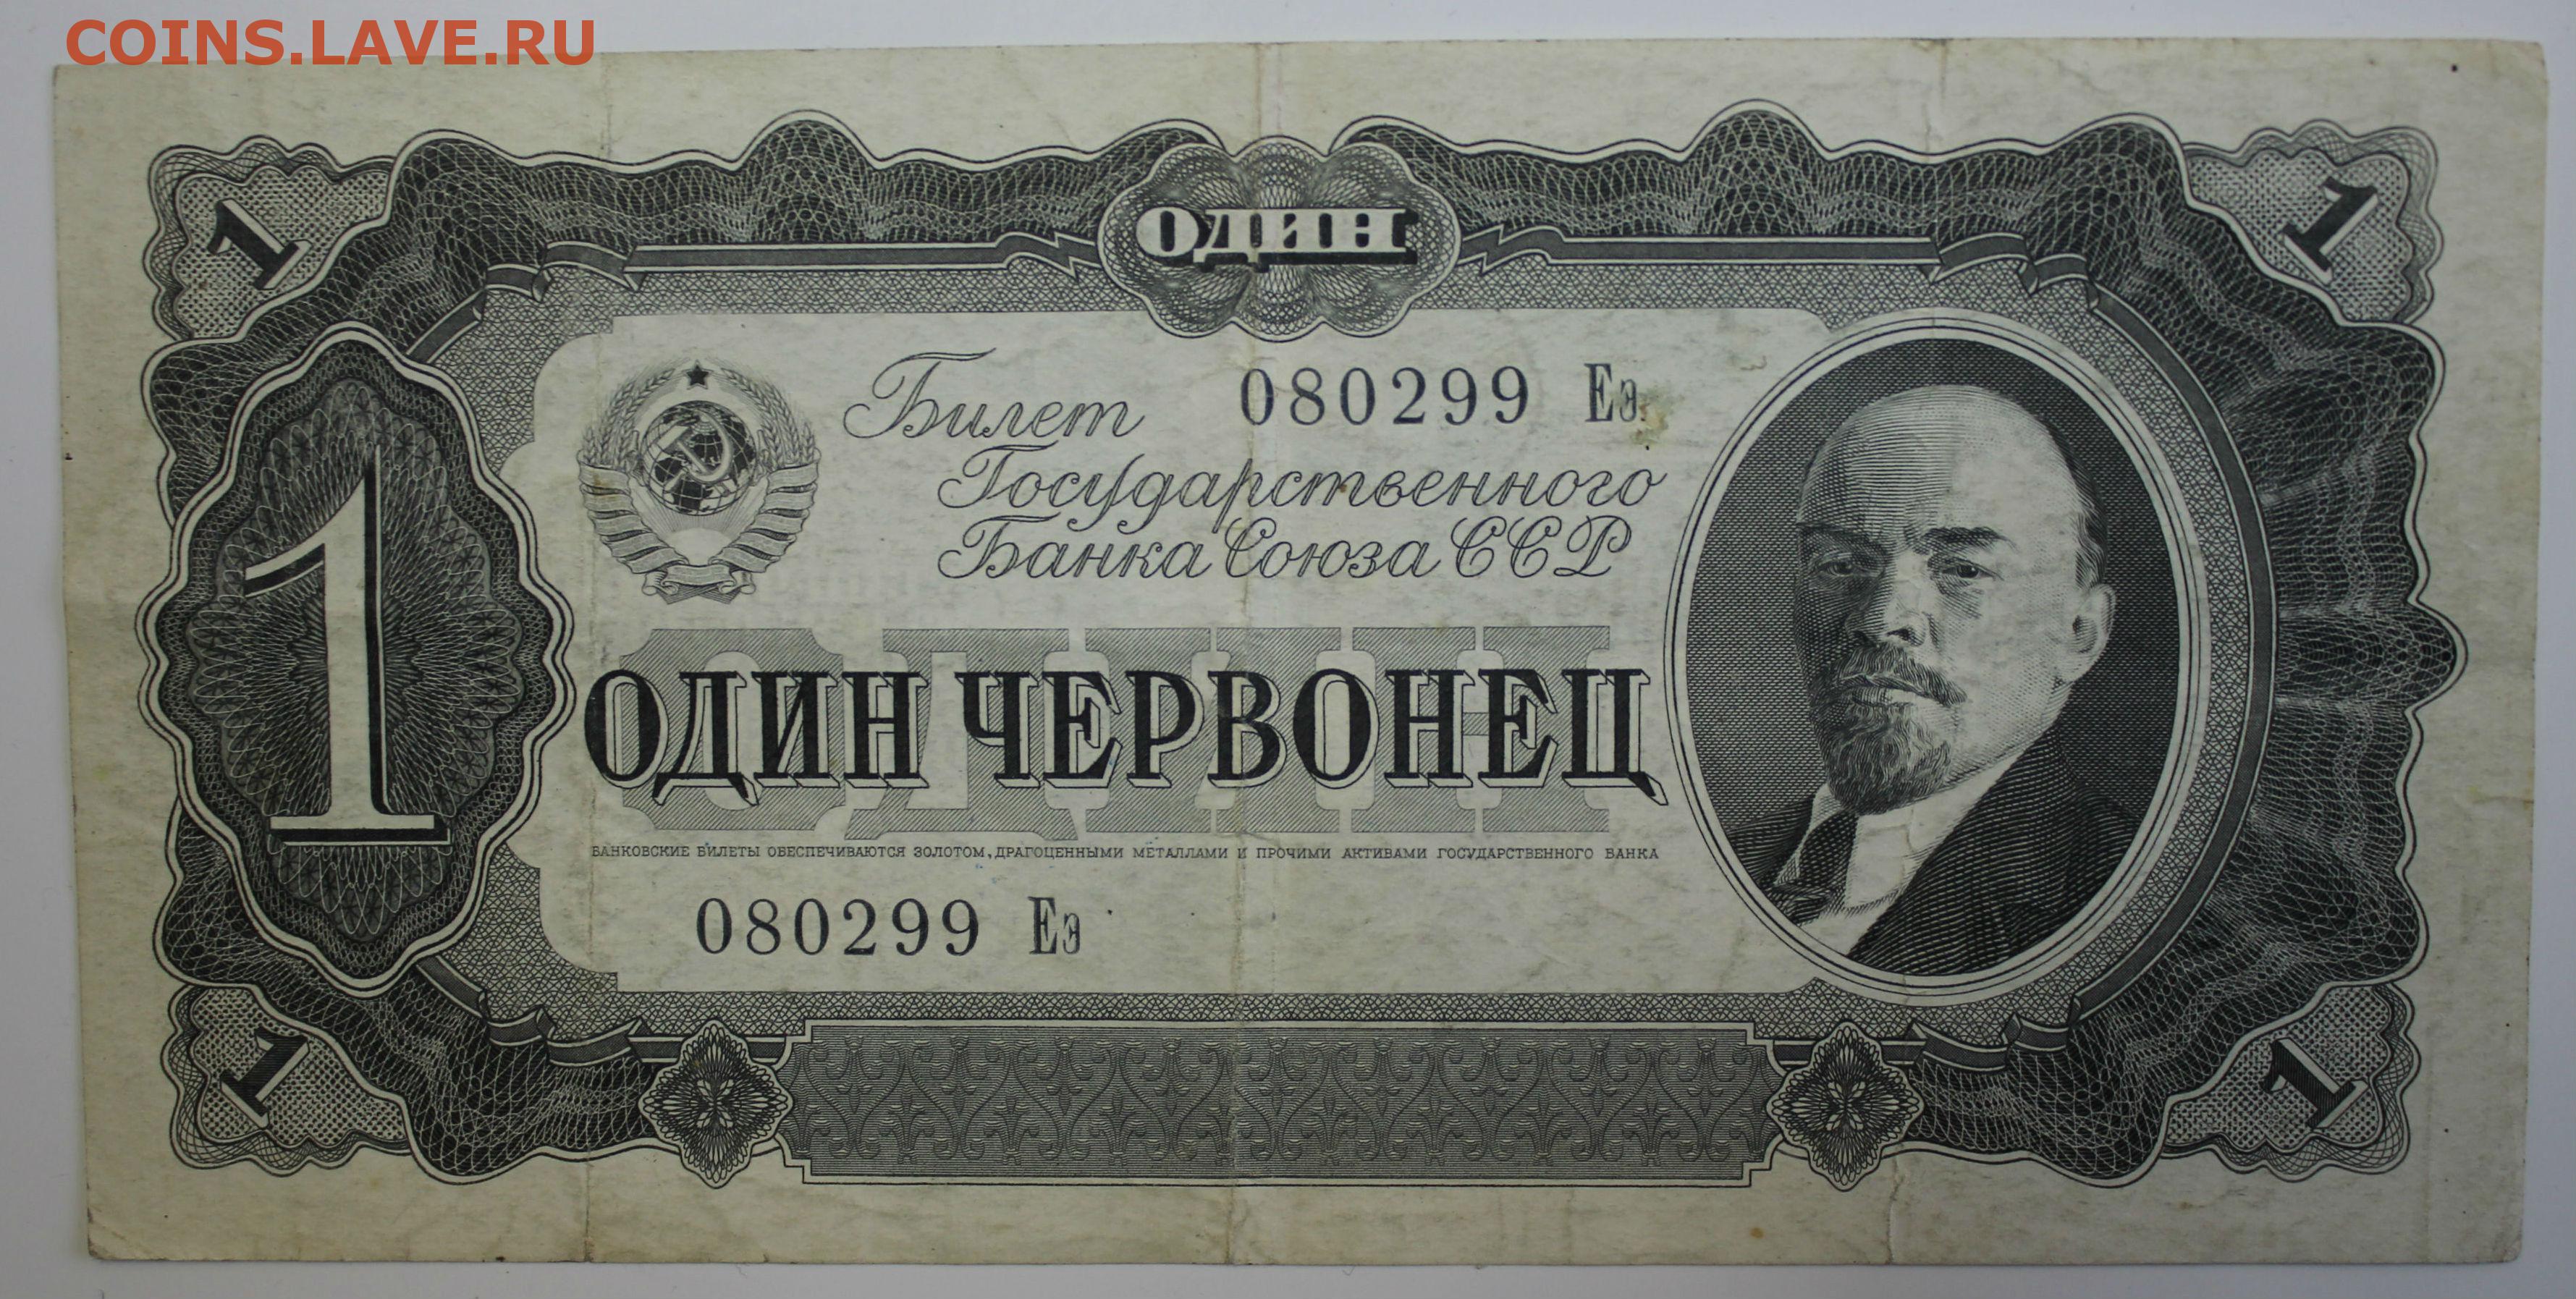 COINS.LAVE.RU
1 1
ОДИН
Билет 080299 Еэ
Государственного
Банка Союза ССР
1
ОДИН
ОДИН ЧЕРВОНЕЦ
БАНКОВСКИЕ БИЛЕТЫ ОБЕСПЕЧИВАЮТСЯ ЗОЛОТОМ, ДРАГОЦЕННЫМИ МЕТАЛЛАМИ И ПРОЧИМИ АКТИВАМИ ГОСУДАРСТВЕННОГО БАНКА
080299 Еэ
1 1